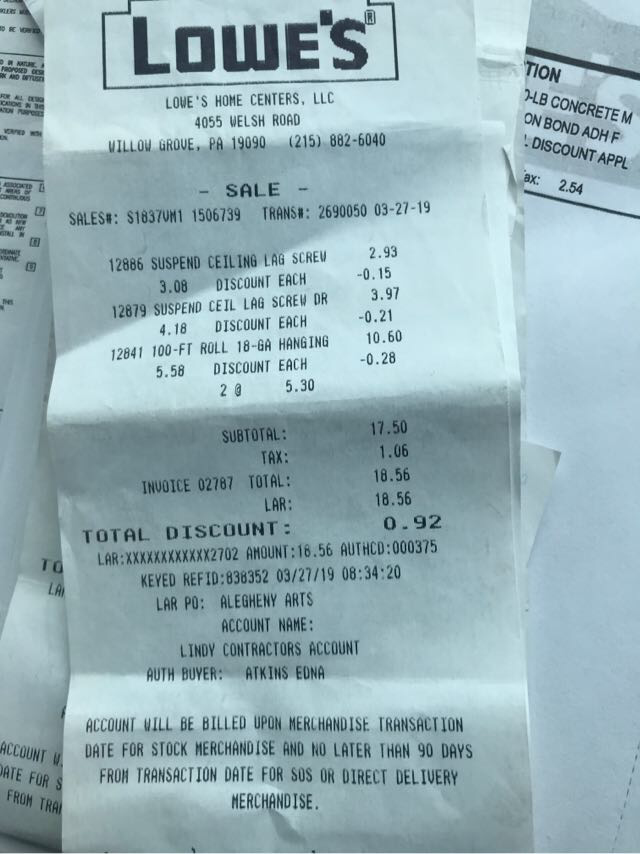 LOWE'S®
LOWE'S HOME CENTERS, LLC
4055 WELSH ROAD
WILLOW GROVE, PA 19090 (215) 882-6040
- SALE -
SALES#: S1837VM1 1506739 TRANS#: 2690050 03-27-19
12886 SUSPEND CEILING LAG SCREW 2.93
3.08 DISCOUNT EACH -0.15
12879 SUSPEND CEIL LAG SCREW DR 3.97
4.18 DISCOUNT EACH -0.21
12841 100-FT ROLL 18-GA HANGING 10.60
5.58 DISCOUNT EACH -0.28
2 @ 5.30
SUBTOTAL: 17.50
TAX: 1.06
INVOICE 02787 TOTAL: 18.56
LAR: 18.56
TOTAL DISCOUNT: 0.92
LAR:XXXXXXXXXXXX2702 AMOUNT:18.56 AUTHCD:000375
KEYED REFID:838352 03/27/19 08:34:20
LAR PO: ALEGHENY ARTS
ACCOUNT NAME:
LINDY CONTRACTORS ACCOUNT
AUTH BUYER: ATKINS EDNA
ACCOUNT WILL BE BILLED UPON MERCHANDISE TRANSACTION
DATE FOR STOCK MERCHANDISE AND NO LATER THAN 90 DAYS
FROM TRANSACTION DATE FOR SOS OR DIRECT DELIVERY
MERCHANDISE.
TION
-LB CONCRETE M
ON BOND ADH F
DISCOUNT APPL
ax: 2.54
TO
LA
ACCOUNT W
DATE FOR S
FROM TRA